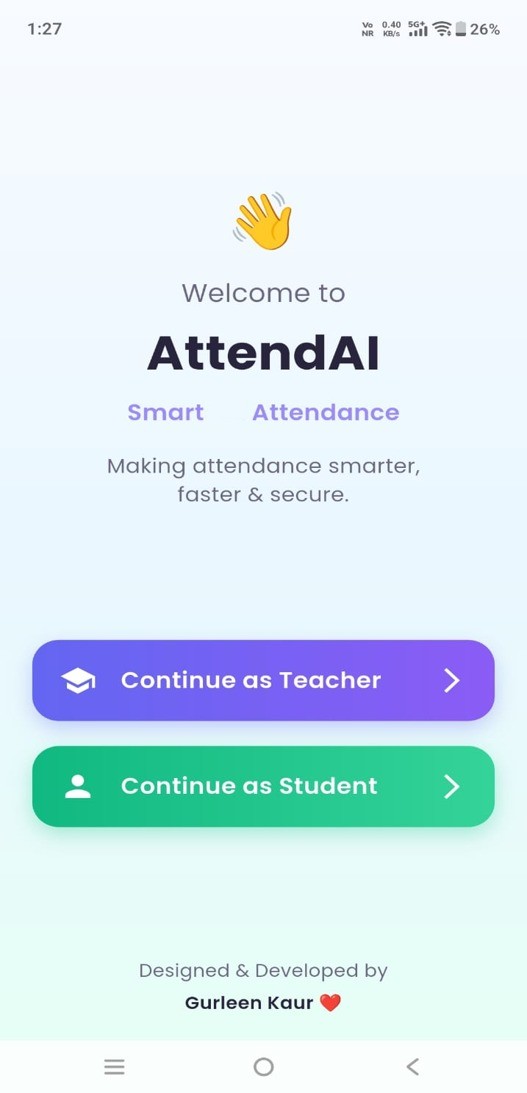 1:27
Vo NR 0.40 KB/s 5G+ 26%
Welcome to
AttendAI
Smart Attendance
Making attendance smarter,
faster & secure.
Continue as Teacher
Continue as Student
Designed & Developed by
Gurleen Kaur ❤️